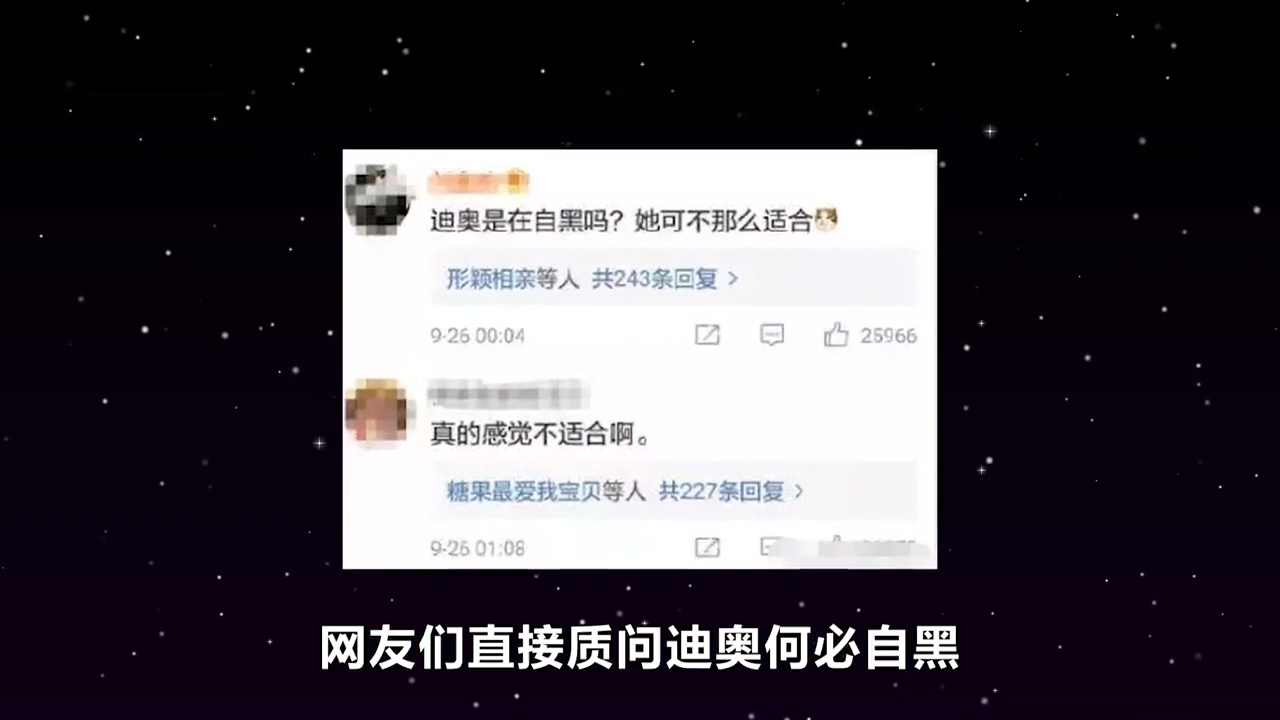 迪奥是在自黑吗？她可不那么适合
形颖相亲等人 共243条回复 >
9-26 00:04 25966
真的感觉不适合啊。
糖果最爱我宝贝等人 共227条回复 >
9-26 01:08
网友们直接质问迪奥何必自黑